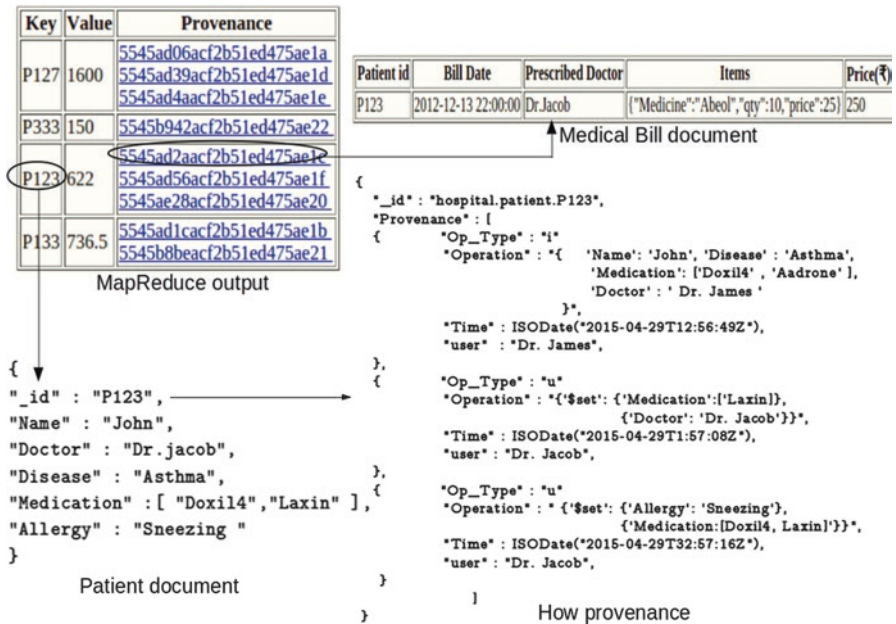 Key Value Provenance
P127 1600
5545ad06acf2b51ed475ae1a
5545ad39acf2b51ed475ae1d
5545ad4aacf2b51ed475ae1e
P333 150 5545b942acf2b51ed475ae22
P123 622
5545ad2aacf2b51ed475ae1c
5545ad56acf2b51ed475ae1f
5545ae28acf2b51ed475ae20
P133 736.5
5545ad1cacf2b51ed475ae1b
5545b8beacf2b51ed475ae21
MapReduce output
Patient id Bill Date Prescribed Doctor Items Price(₹)
P123 2012-12-13 22:00:00 Dr.Jacob {"Medicine":"Abeol","qty":10,"price":25} 250
Medical Bill document
{
"_id" : "P123",
"Name" : "John",
"Doctor" : "Dr.jacob",
"Disease" : "Asthma",
"Medication" :[ "Doxil4","Laxin" ],
"Allergy" : "Sneezing "
}
Patient document
{
"_id" : "hospital.patient.P123",
"Provenance" : [
{ "Op_Type" : "i"
"Operation" : "{ 'Name': 'John', 'Disease' : 'Asthma',
'Medication': ['Doxil4' , 'Aadrone' ],
'Doctor' : ' Dr. James '
}",
"Time" : ISODate("2015-04-29T12:56:49Z"),
"user" : "Dr. James",
},
{ "Op_Type" : "u"
"Operation" : "{'$set': {'Medication':['Laxin]},
{'Doctor': 'Dr. Jacob'}}",
"Time" : ISODate("2015-04-29T1:57:08Z"),
"user" : "Dr. Jacob",
},
{ "Op_Type" : "u"
"Operation" : " {'$set': {'Allergy': 'Sneezing'},
{'Medication:[Doxil4, Laxin]'}}",
"Time" : ISODate("2015-04-29T32:57:16Z"),
"user" : "Dr. Jacob",
}
]
}
How provenance